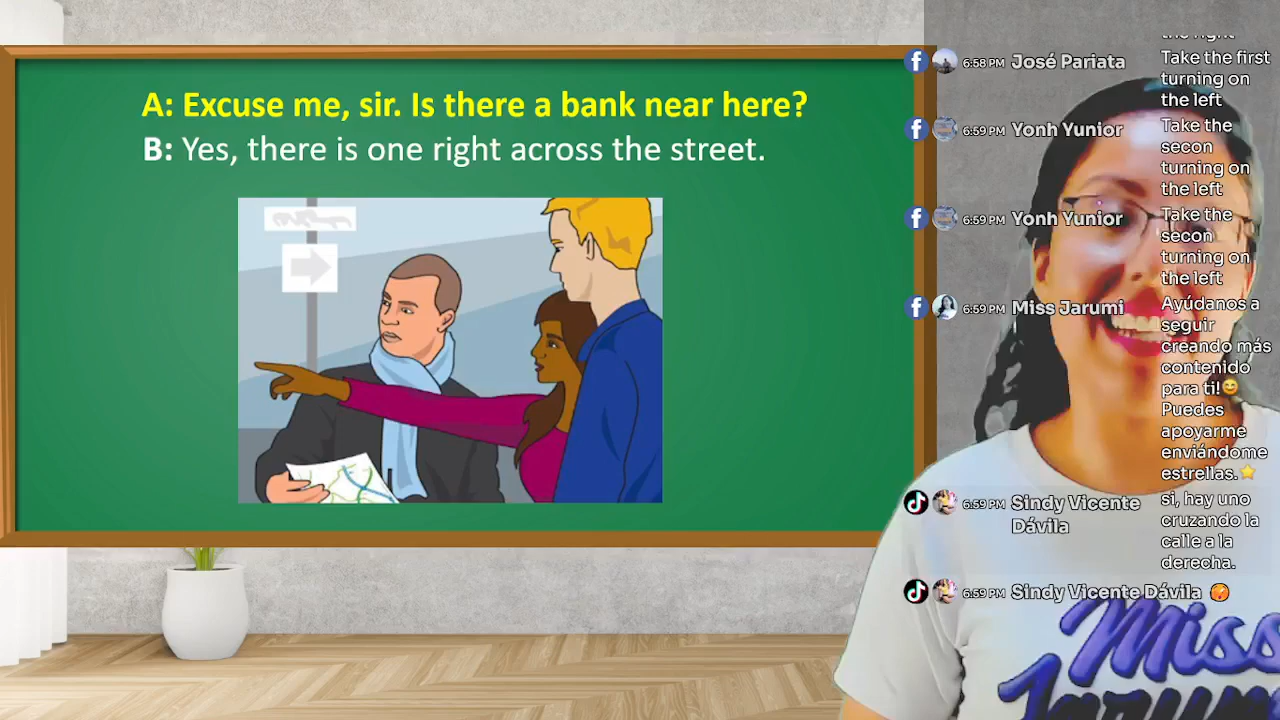 A: Excuse me, sir. Is there a bank near here?
B: Yes, there is one right across the street.
the right
6:58 PM José Pariata
Take the first
turning on
the left
6:59 PM Yonh Yunior
Take the
secon
turning on
the left
6:59 PM Yonh Yunior
Take the
secon
turning on
the left
6:59 PM Miss Jarumi
Ayúdanos a
seguir
creando más
contenido
para ti!😊
Puedes
apoyarme
enviándome
estrellas.⭐
6:59 PM Sindy Vicente
Dávila
si, hay uno
cruzando la
calle a la
derecha.
6:59 PM Sindy Vicente Dávila
Miss
Jarumi